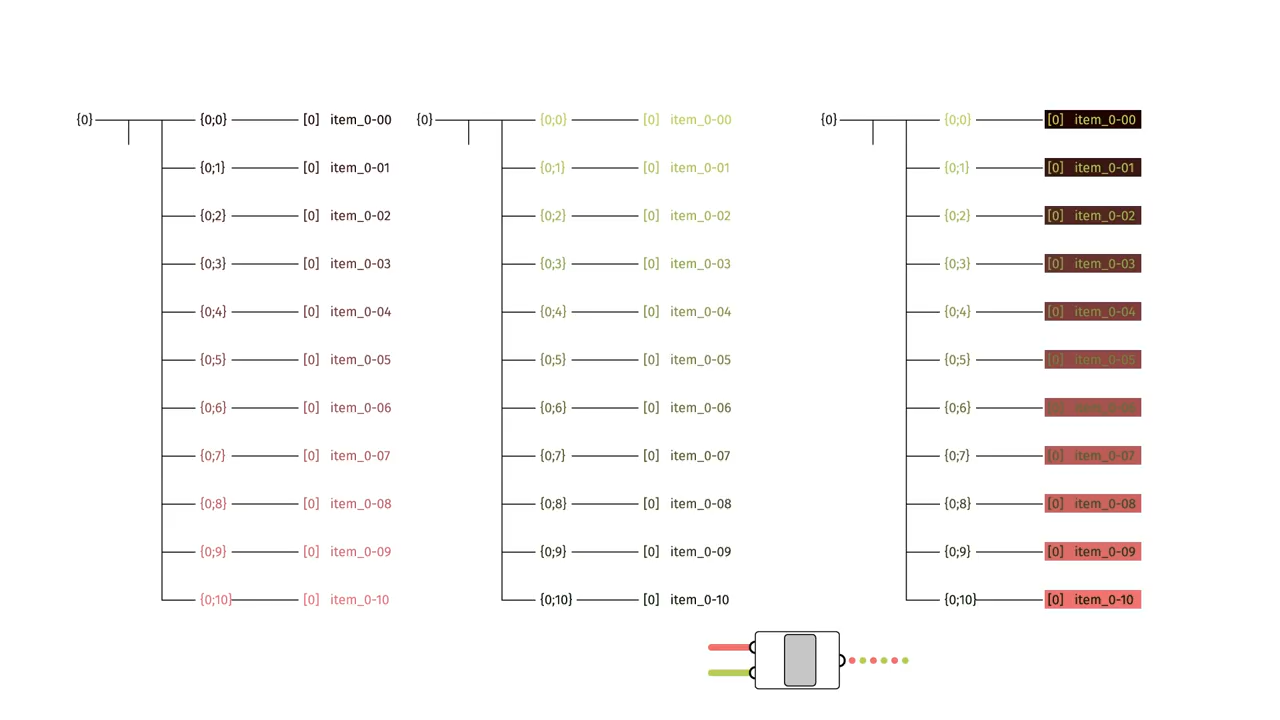 {0} {0;0} [0] item_0-00 {0} {0;0} [0] item_0-00 {0} {0;0} [0] item_0-00
{0;1} [0] item_0-01 {0;1} [0] item_0-01 {0;1} [0] item_0-01
{0;2} [0] item_0-02 {0;2} [0] item_0-02 {0;2} [0] item_0-02
{0;3} [0] item_0-03 {0;3} [0] item_0-03 {0;3} [0] item_0-03
{0;4} [0] item_0-04 {0;4} [0] item_0-04 {0;4} [0] item_0-04
{0;5} [0] item_0-05 {0;5} [0] item_0-05 {0;5} [0] item_0-05
{0;6} [0] item_0-06 {0;6} [0] item_0-06 {0;6} [0] item_0-06
{0;7} [0] item_0-07 {0;7} [0] item_0-07 {0;7} [0] item_0-07
{0;8} [0] item_0-08 {0;8} [0] item_0-08 {0;8} [0] item_0-08
{0;9} [0] item_0-09 {0;9} [0] item_0-09 {0;9} [0] item_0-09
{0;10} [0] item_0-10 {0;10} [0] item_0-10 {0;10} [0] item_0-10